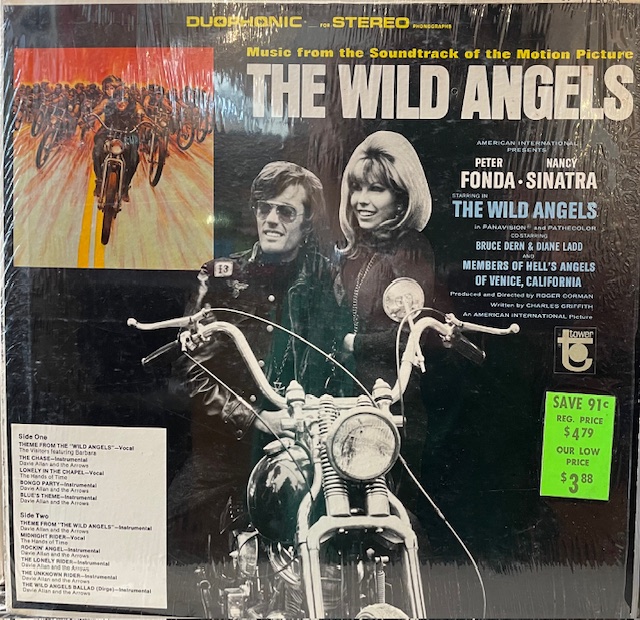 DUOPHONIC — FOR STEREO PHONOGRAPHS
Music from the Soundtrack of the Motion Picture
THE WILD ANGELS
AMERICAN INTERNATIONAL
PRESENTS
PETER NANCY
FONDA · SINATRA
STARRING IN
THE WILD ANGELS
in PANAVISION® and PATHECOLOR
CO-STARRING
BRUCE DERN & DIANE LADD
AND
MEMBERS OF HELL'S ANGELS
OF VENICE, CALIFORNIA
Produced and Directed by ROGER CORMAN
Written by CHARLES GRIFFITH
An AMERICAN INTERNATIONAL Picture
tower
13
SAVE 91¢
REG. PRICE
$4.79
OUR LOW
PRICE
$3.88
Side One
THEME FROM THE "WILD ANGELS"—Vocal
The Visitors featuring Barbara
THE CHASE—Instrumental
Davie Allan and the Arrows
LONELY IN THE CHAPEL—Vocal
The Hands of Time
BONGO PARTY—Instrumental
Davie Allan and the Arrows
BLUE'S THEME—Instrumental
Davie Allan and the Arrows
Side Two
THEME FROM "THE WILD ANGELS"—Instrumental
Davie Allan and the Arrows
MIDNIGHT RIDER—Vocal
The Hands of Time
ROCKIN' ANGEL—Instrumental
Davie Allan and the Arrows
THE LONELY RIDER—Instrumental
Davie Allan and the Arrows
THE UNKNOWN RIDER—Instrumental
Davie Allan and the Arrows
THE WILD ANGELS BALLAD (Dirge)—Instrumental
Davie Allan and the Arrows